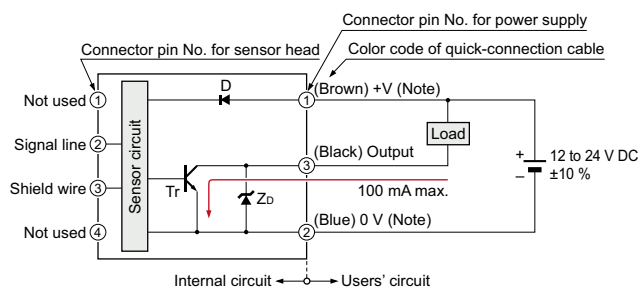 Connector pin No. for power supply
Connector pin No. for sensor head
Color code of quick-connection cable
D
(Brown) +V (Note)
Not used 1
1
Load
Signal line 2
Sensor circuit
3
(Black) Output
+
12 to 24 V DC
–
±10 %
Shield wire 3
Tr
ZD
100 mA max.
Not used 4
2
(Blue) 0 V (Note)
Internal circuit
Users' circuit